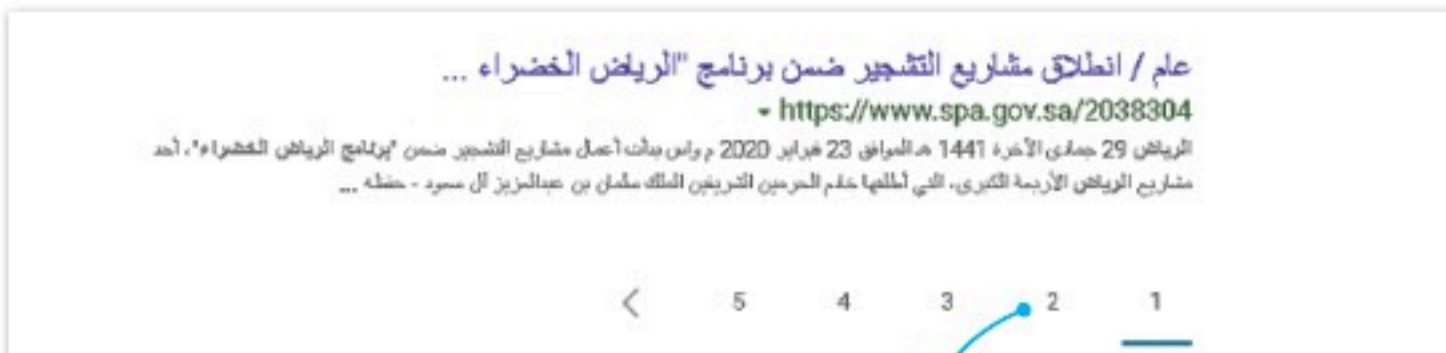 عام / انطلاق مشاريع التشجير ضمن برنامج "الرياض الخضراء ...
https://www.spa.gov.sa/2038304
الرياض 29 جمادى الآخرة 1441 هـ الموافق 23 فبراير 2020 م واس بدأت أعمال مشاريع التشجير ضمن "برنامج الرياض الخضراء"، أحد
مشاريع الرياض الأربعة الكبرى، التي أطلقها خادم الحرمين الشريفين الملك سلمان بن عبدالعزيز آل سعود - حفظه ...
1 2 3 4 5